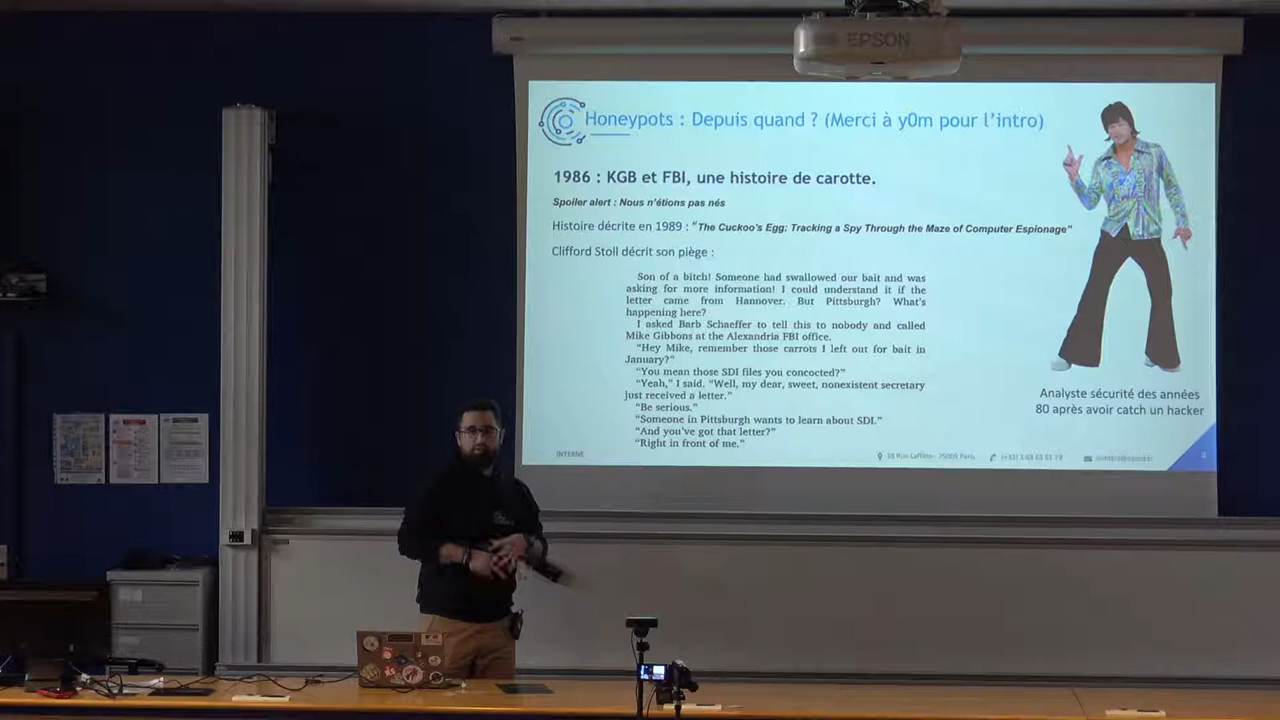 EPSON
Honeypots : Depuis quand ? (Merci à y0m pour l'intro)
1986 : KGB et FBI, une histoire de carotte.
Spoiler alert : Nous n'étions pas nés
Histoire décrite en 1989 : "The Cuckoo's Egg: Tracking a Spy Through the Maze of Computer Espionage"
Clifford Stoll décrit son piège :
Son of a bitch! Someone had swallowed our bait and was
asking for more information! I could understand it if the
letter came from Hannover. But Pittsburgh? What's
happening here?
I asked Barb Schaeffer to tell this to nobody and called
Mike Gibbons at the Alexandria FBI office.
"Hey Mike, remember those carrots I left out for bait in
January?"
"You mean those SDI files you concocted?"
"Yeah," I said. "Well, my dear, sweet, nonexistent secretary
just received a letter."
"Be serious."
"Someone in Pittsburgh wants to learn about SDI."
"And you've got that letter?"
"Right in front of me."
Analyste sécurité des années
80 après avoir catch un hacker
INTERNE
75009 Paris
4